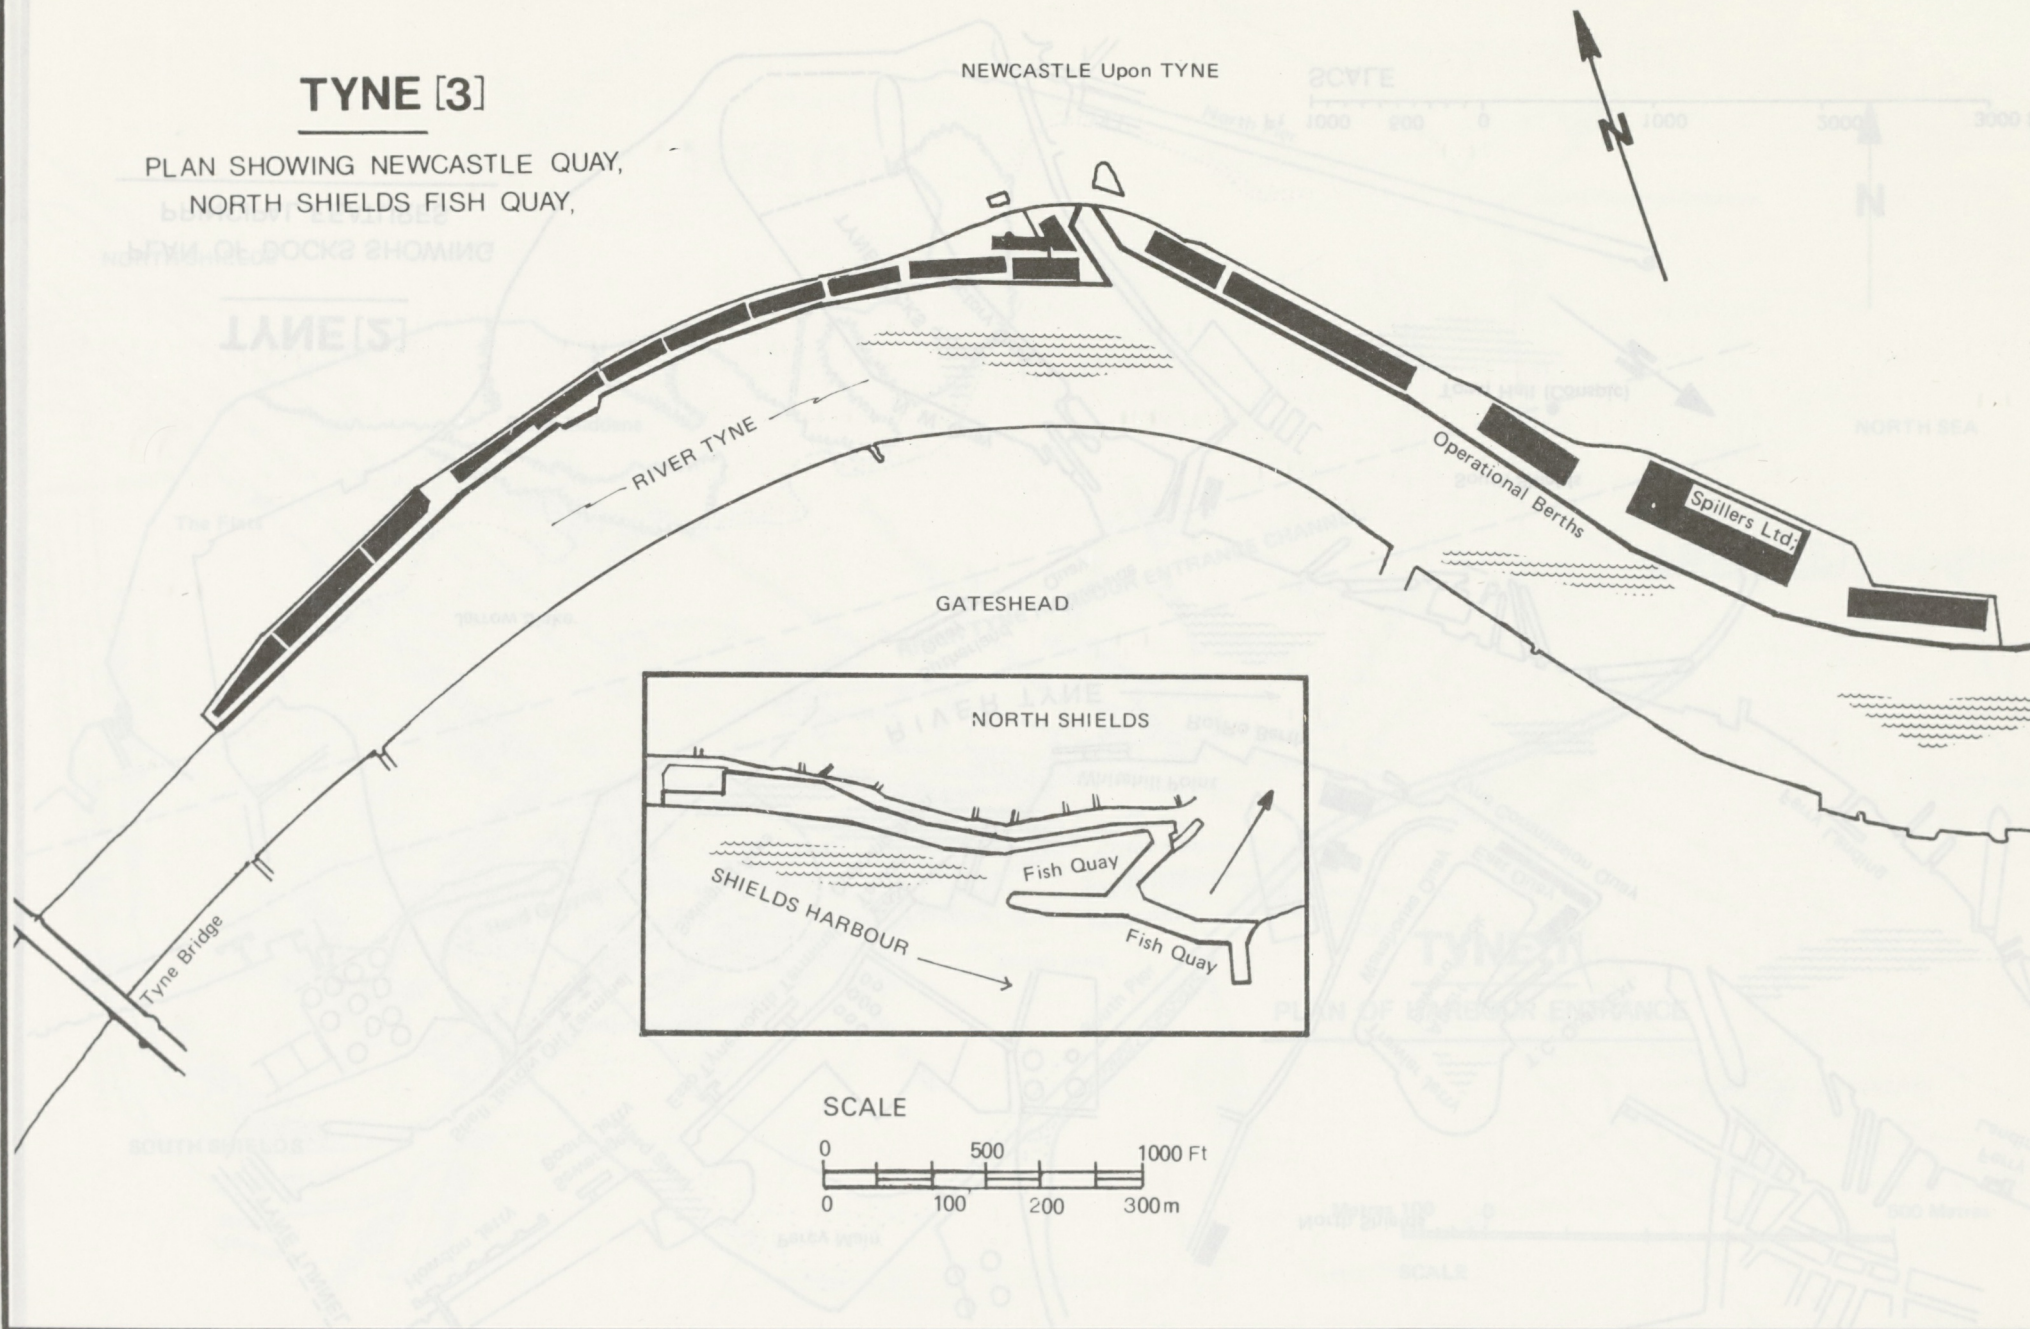 TYNE [3]
PLAN SHOWING NEWCASTLE QUAY,
NORTH SHIELDS FISH QUAY,
NEWCASTLE Upon TYNE
N
RIVER TYNE
Operational Berths
Spillers Ltd;
GATESHEAD
Tyne Bridge
NORTH SHIELDS
Fish Quay
SHIELDS HARBOUR
Fish Quay
SCALE
0 500 1000 Ft
0 100 200 300m